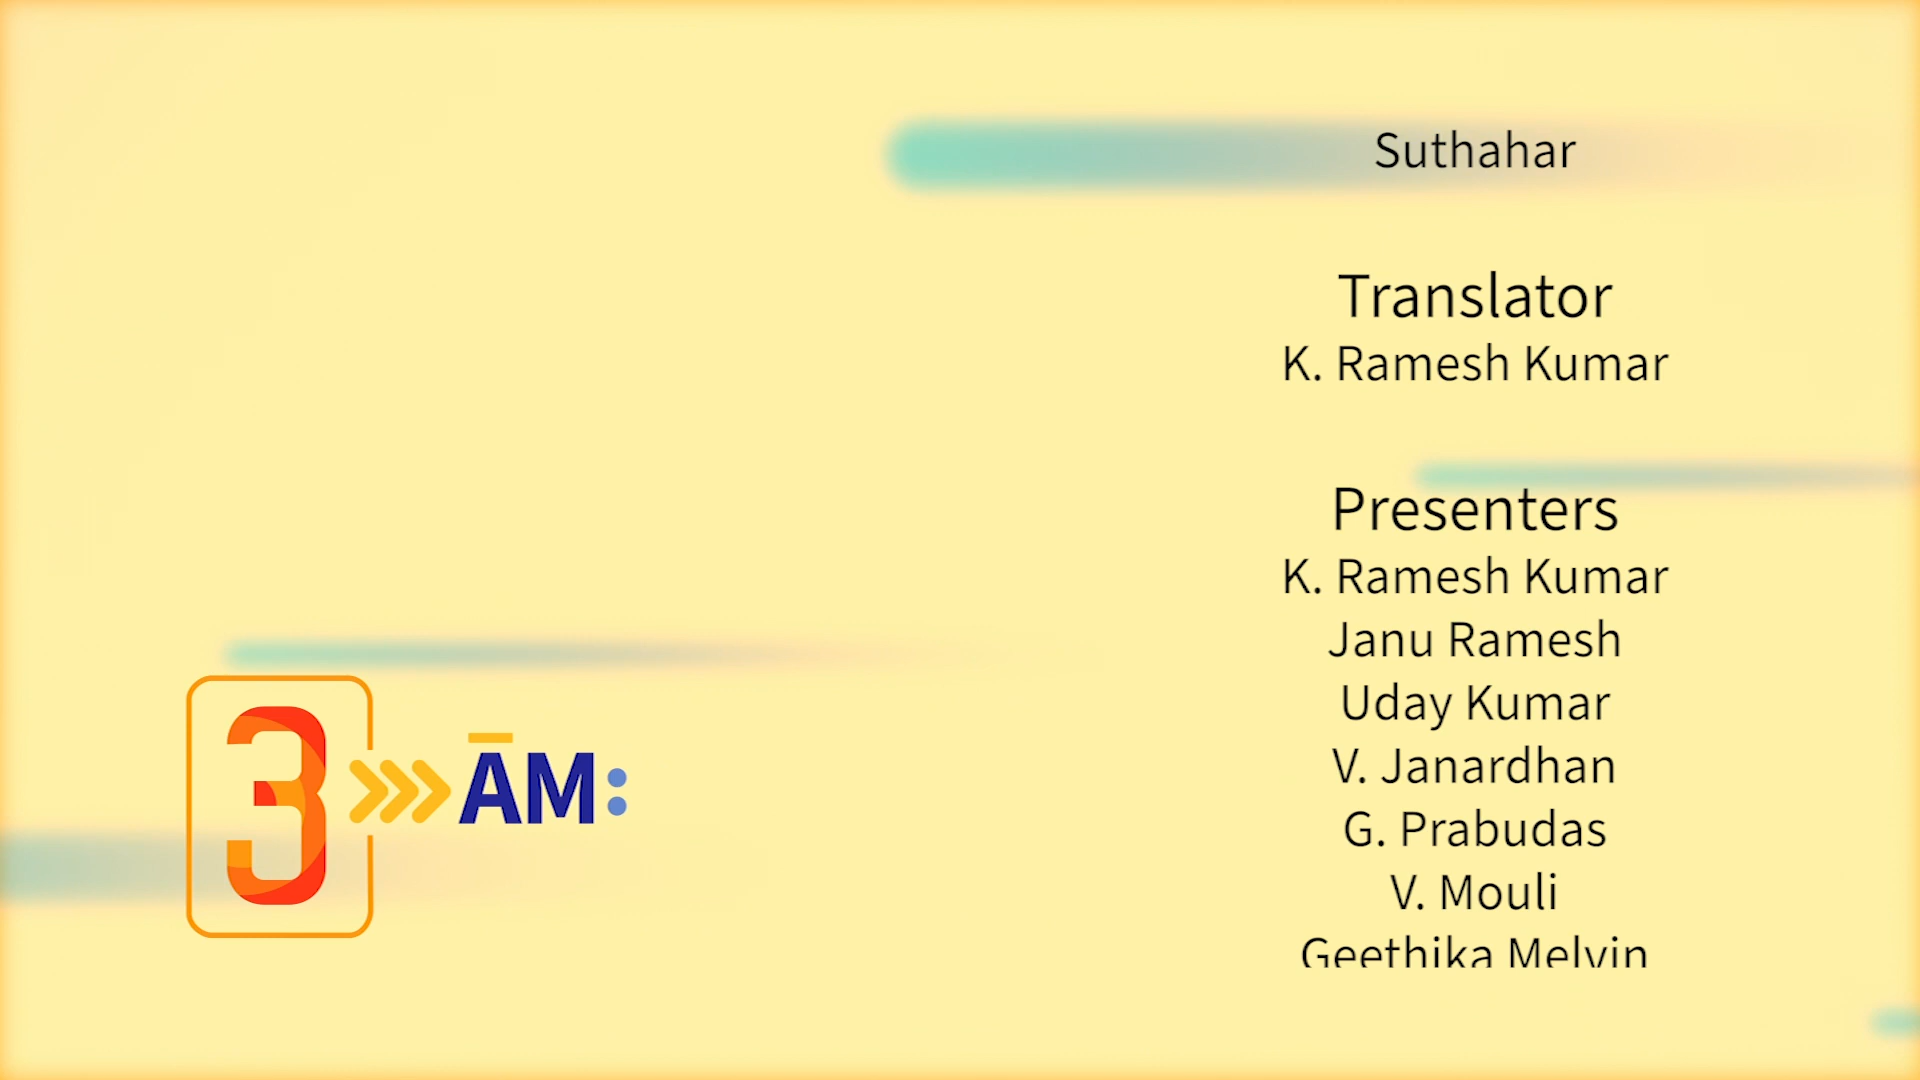 Suthahar
Translator
K. Ramesh Kumar
Presenters
K. Ramesh Kumar
Janu Ramesh
Uday Kumar
V. Janardhan
G. Prabudas
V. Mouli
Geethika Melvin
3 ĀM: